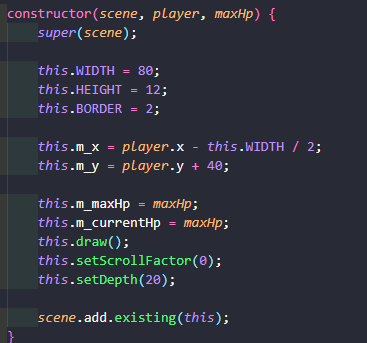 constructor(scene, player, maxHp) {
super(scene);
this.WIDTH = 80;
this.HEIGHT = 12;
this.BORDER = 2;
this.m_x = player.x - this.WIDTH / 2;
this.m_y = player.y + 40;
this.m_maxHp = maxHp;
this.m_currentHp = maxHp;
this.draw();
this.setScrollFactor(0);
this.setDepth(20);
scene.add.existing(this);
}